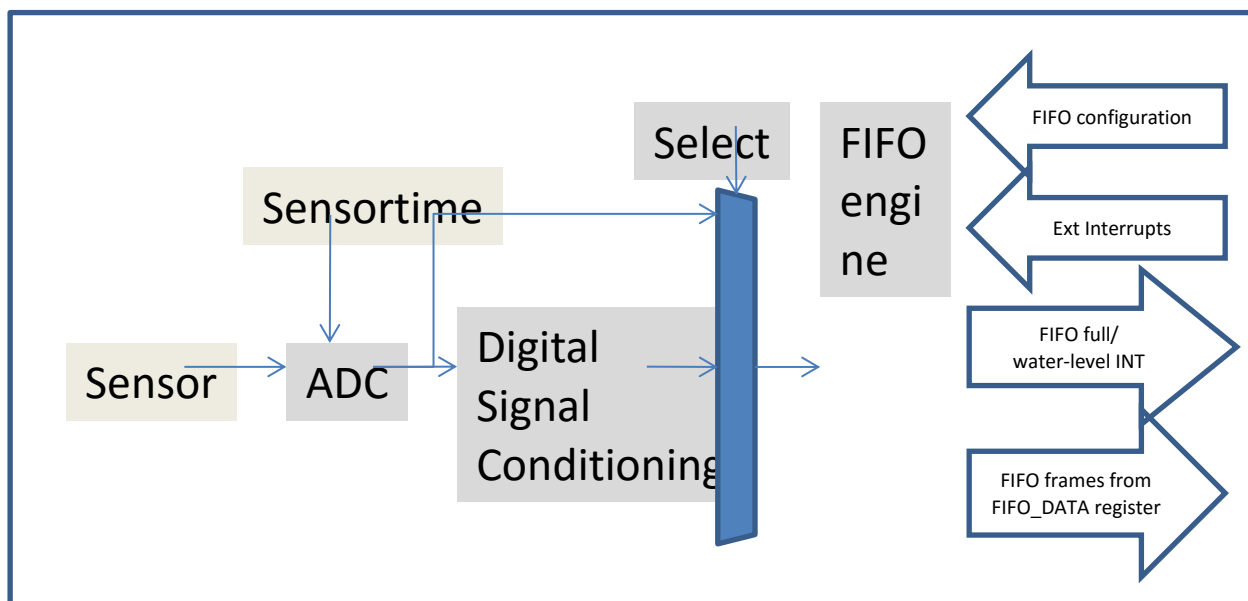 Select
FIFO
engi
ne
FIFO configuration
Sensortime
Ext Interrupts
Sensor
ADC
Digital
Signal
Conditioning
FIFO full/
water-level INT
FIFO frames from
FIFO_DATA register